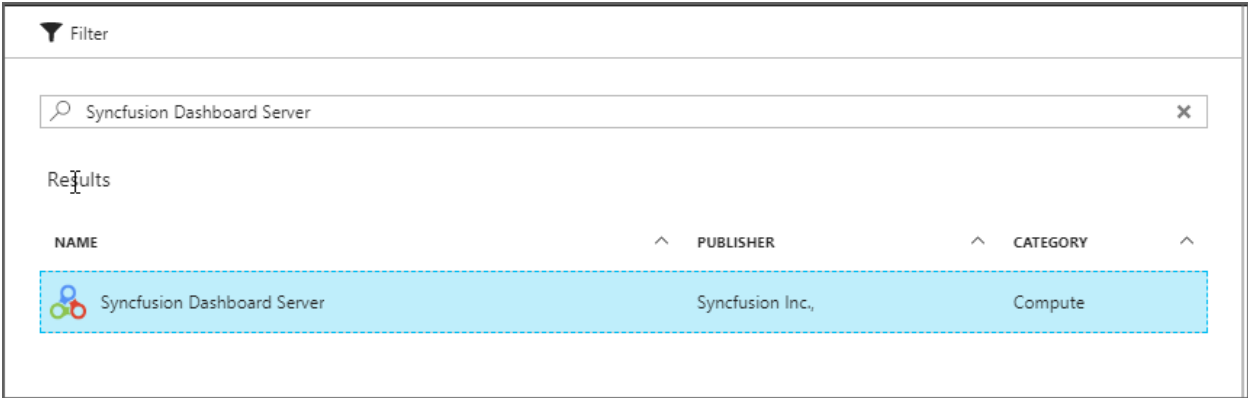 Filter
Syncfusion Dashboard Server
Results
NAME PUBLISHER CATEGORY
Syncfusion Dashboard Server Syncfusion Inc., Compute